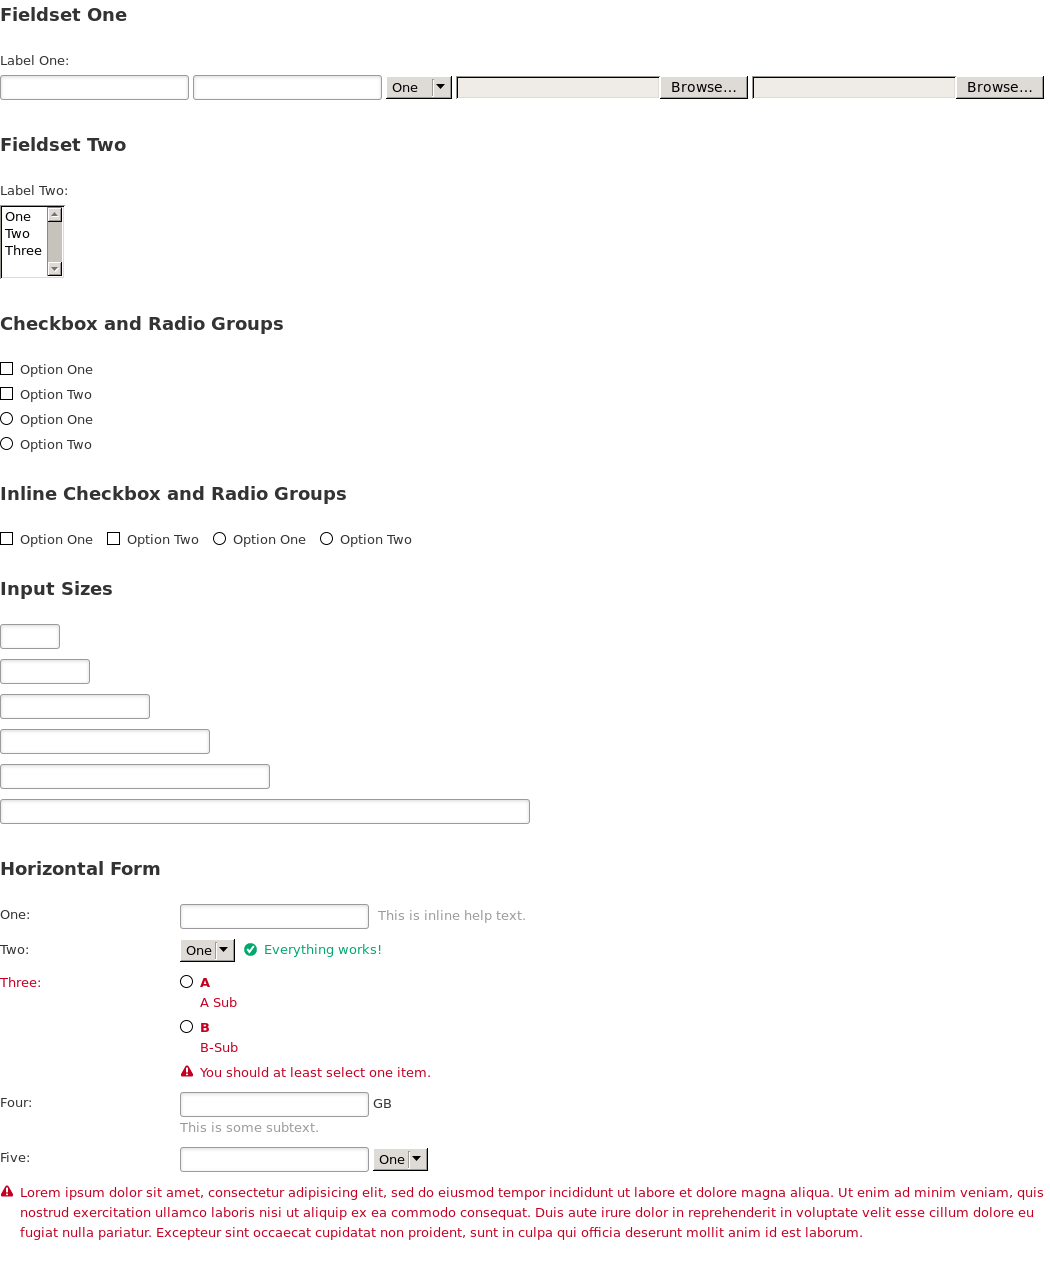 Fieldset One
Label One:
One Browse... Browse...
Fieldset Two
Label Two:
One
Two
Three
Checkbox and Radio Groups
Option One
Option Two
Option One
Option Two
Inline Checkbox and Radio Groups
Option One Option Two Option One Option Two
Input Sizes
Horizontal Form
One: This is inline help text.
Two: One Everything works!
Three: A
A Sub
B
B-Sub
You should at least select one item.
Four: GB
This is some subtext.
Five: One
Lorem ipsum dolor sit amet, consectetur adipisicing elit, sed do eiusmod tempor incididunt ut labore et dolore magna aliqua. Ut enim ad minim veniam, quis
nostrud exercitation ullamco laboris nisi ut aliquip ex ea commodo consequat. Duis aute irure dolor in reprehenderit in voluptate velit esse cillum dolore eu
fugiat nulla pariatur. Excepteur sint occaecat cupidatat non proident, sunt in culpa qui officia deserunt mollit anim id est laborum.